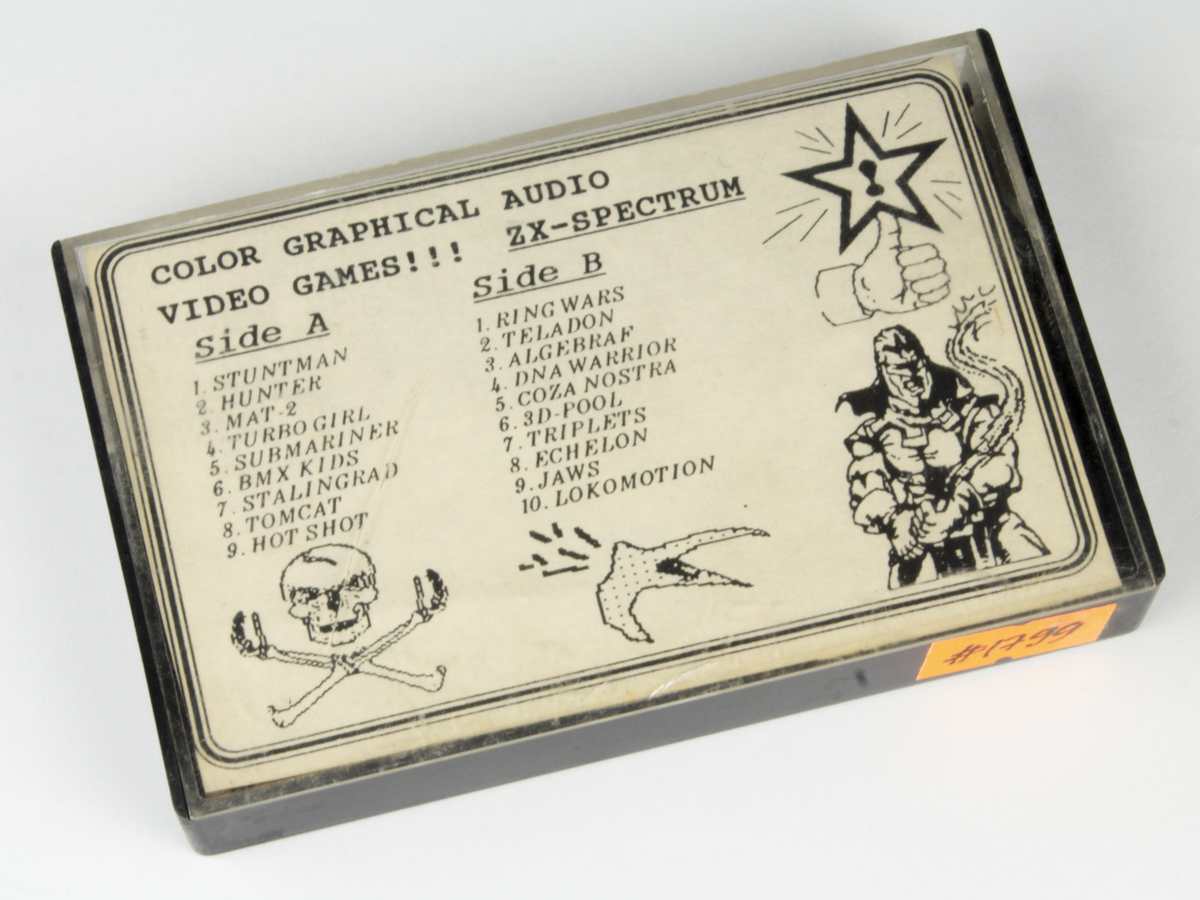 COLOR GRAPHICAL AUDIO
VIDEO GAMES!!! ZX-SPECTRUM
Side A
1. STUNTMAN
2. HUNTER
3. MAT-2
4. TURBO GIRL
5. SUBMARINER
6. BMX KIDS
7. STALINGRAD
8. TOMCAT
9. HOT SHOT
Side B
1. RING WARS
2. TELADON
3. ALGEBRAF
4. DNA WARRIOR
5. COZA NOSTRA
6. 3D-POOL
7. TRIPLETS
8. ECHELON
9. JAWS
10. LOKOMOTION
#1799